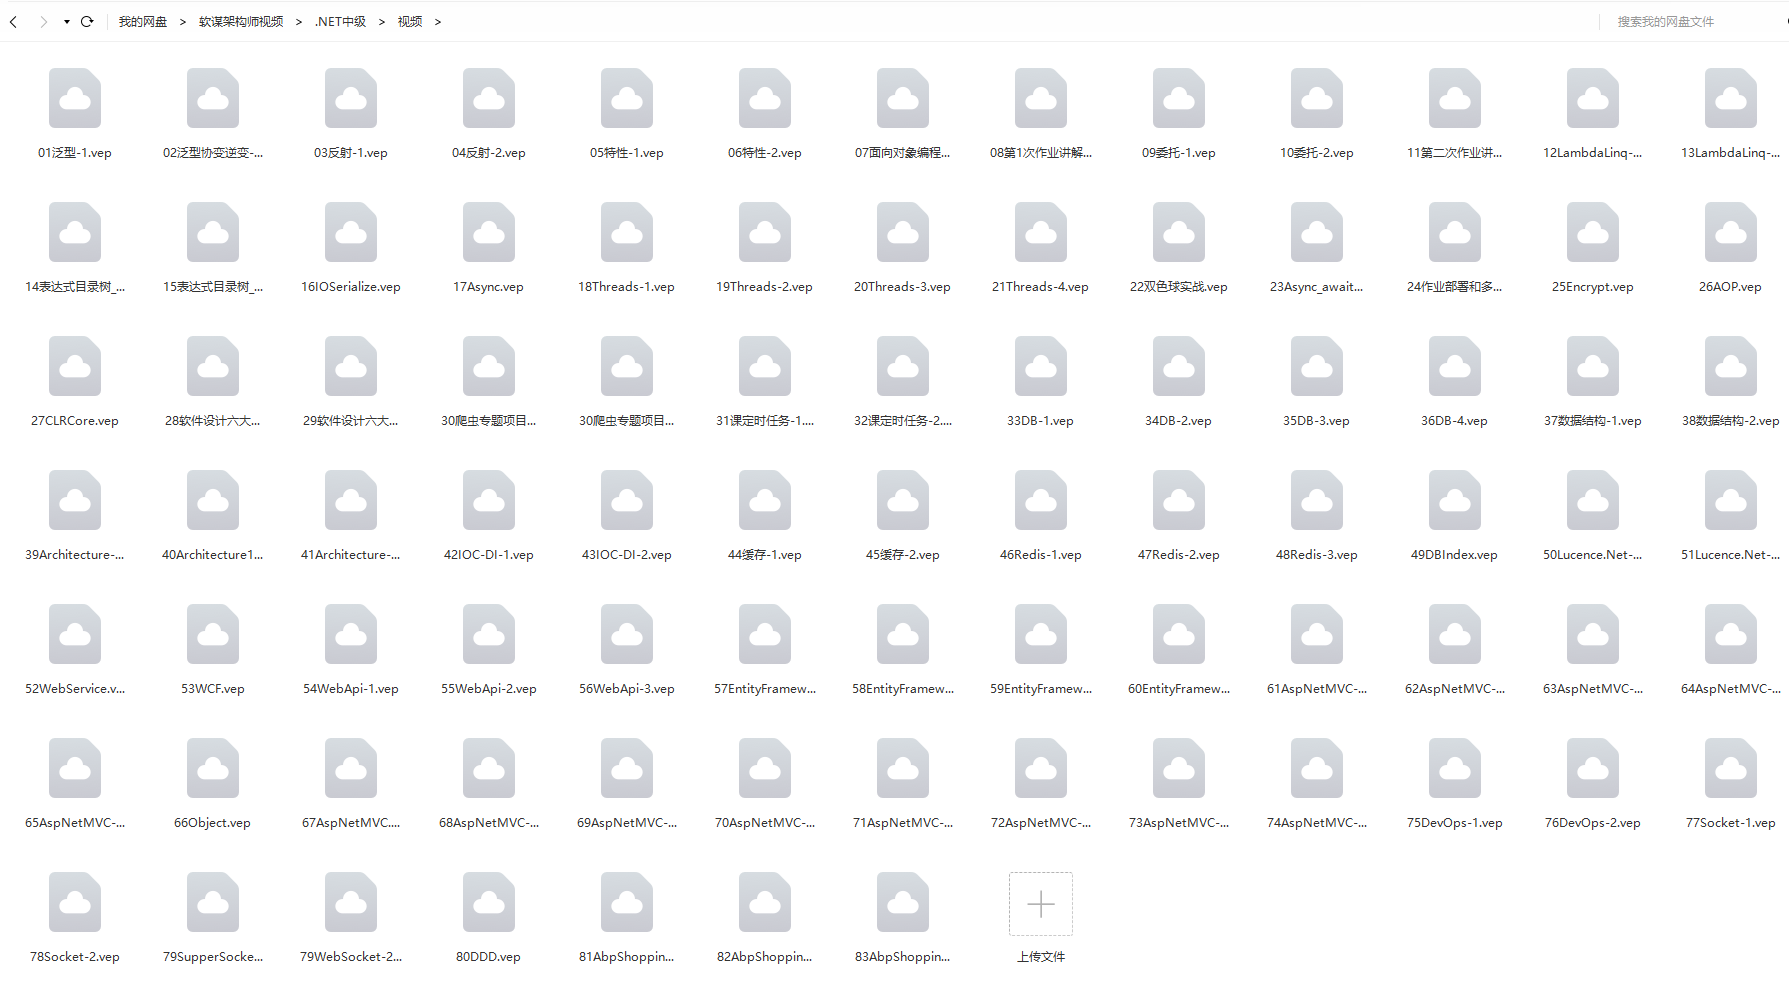 我的网盘 > 软谋架构师视频 > .NET中级 > 视频 >
搜索我的网盘文件
01泛型-1.vep 02泛型协变逆变-... 03反射-1.vep 04反射-2.vep 05特性-1.vep 06特性-2.vep 07面向对象编程... 08第1次作业讲解... 09委托-1.vep 10委托-2.vep 11第二次作业讲... 12LambdaLinq-... 13LambdaLinq-...
14表达式目录树_... 15表达式目录树_... 16IOSerialize.vep 17Async.vep 18Threads-1.vep 19Threads-2.vep 20Threads-3.vep 21Threads-4.vep 22双色球实战.vep 23Async_await... 24作业部署和多... 25Encrypt.vep 26AOP.vep
27CLRCore.vep 28软件设计六大... 29软件设计六大... 30爬虫专题项目... 30爬虫专题项目... 31课定时任务-1.... 32课定时任务-2.... 33DB-1.vep 34DB-2.vep 35DB-3.vep 36DB-4.vep 37数据结构-1.vep 38数据结构-2.vep
39Architecture-... 40Architecture1... 41Architecture-... 42IOC-DI-1.vep 43IOC-DI-2.vep 44缓存-1.vep 45缓存-2.vep 46Redis-1.vep 47Redis-2.vep 48Redis-3.vep 49DBIndex.vep 50Lucence.Net-... 51Lucence.Net-...
52WebService.v... 53WCF.vep 54WebApi-1.vep 55WebApi-2.vep 56WebApi-3.vep 57EntityFramew... 58EntityFramew... 59EntityFramew... 60EntityFramew... 61AspNetMVC-... 62AspNetMVC-... 63AspNetMVC-... 64AspNetMVC-...
65AspNetMVC-... 66Object.vep 67AspNetMVC.... 68AspNetMVC-... 69AspNetMVC-... 70AspNetMVC-... 71AspNetMVC-... 72AspNetMVC-... 73AspNetMVC-... 74AspNetMVC-... 75DevOps-1.vep 76DevOps-2.vep 77Socket-1.vep
78Socket-2.vep 79SupperSocke... 79WebSocket-2... 80DDD.vep 81AbpShoppin... 82AbpShoppin... 83AbpShoppin... 上传文件